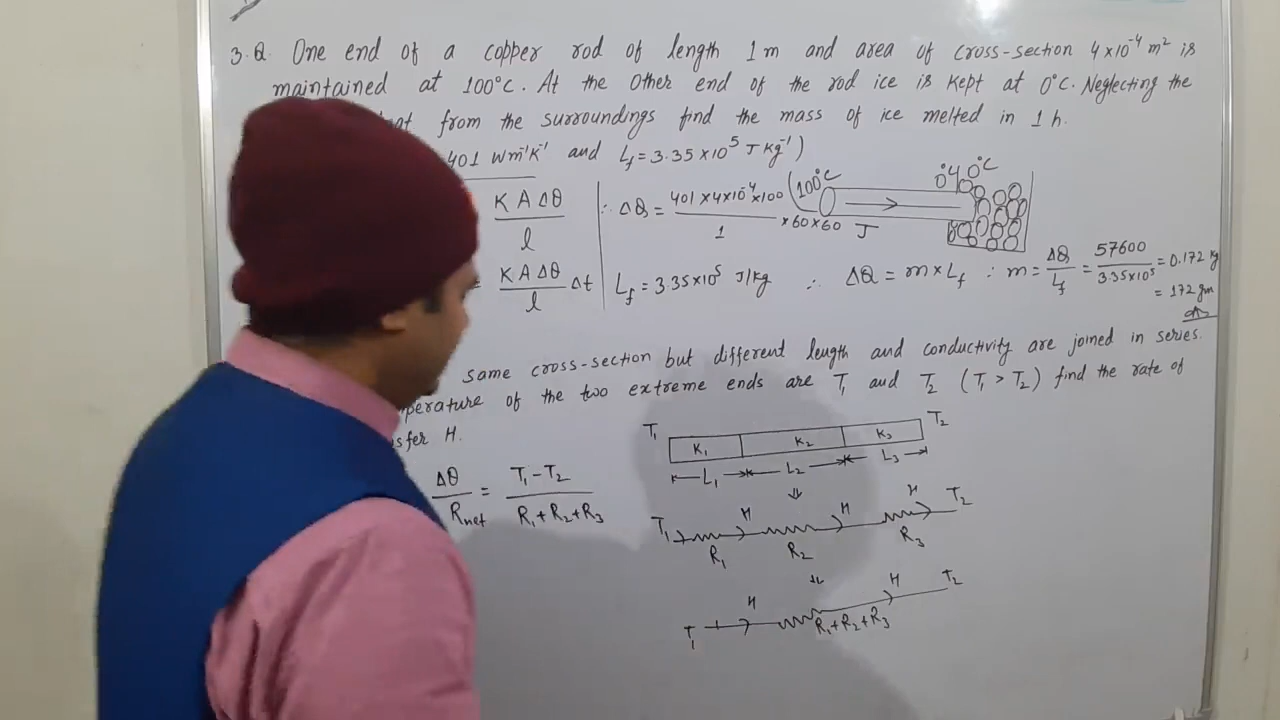 3.Q. One end of a copper rod of length 1 m and area of cross-section 4×10⁻⁴ m² is
maintained at 100°C. At the other end of the rod ice is kept at 0°C. Neglecting the
from the surroundings find the mass of ice melted in 1 h.
401 Wm⁻¹K⁻¹ and L_f = 3.35×10⁵ J Kg⁻¹)
K A Δθ / l
∴ ΔQ = 401×4×10⁻⁴×100 / 1 ×60×60 J
100°C
0°C
= K A Δθ / l Δt
L_f = 3.35×10⁵ J/kg
∴ ΔQ = m × L_f ∴ m = ΔQ / L_f = 57600 / 3.35×10⁵ = 0.172 kg
= 172 gm
same cross-section but different length and conductivity are joined in series.
of the two extreme ends are T₁ and T₂ (T₁ > T₂) find the rate of
H.
T₁ K₁ K₂ K₃ T₂
L₁ L₂ L₃
⇓
Δθ / R_net = T₁ - T₂ / R₁+R₂+R₃
T₁ H H H T₂
R₁ R₂ R₃
⇓
T₁ H H T₂
R₁+R₂+R₃